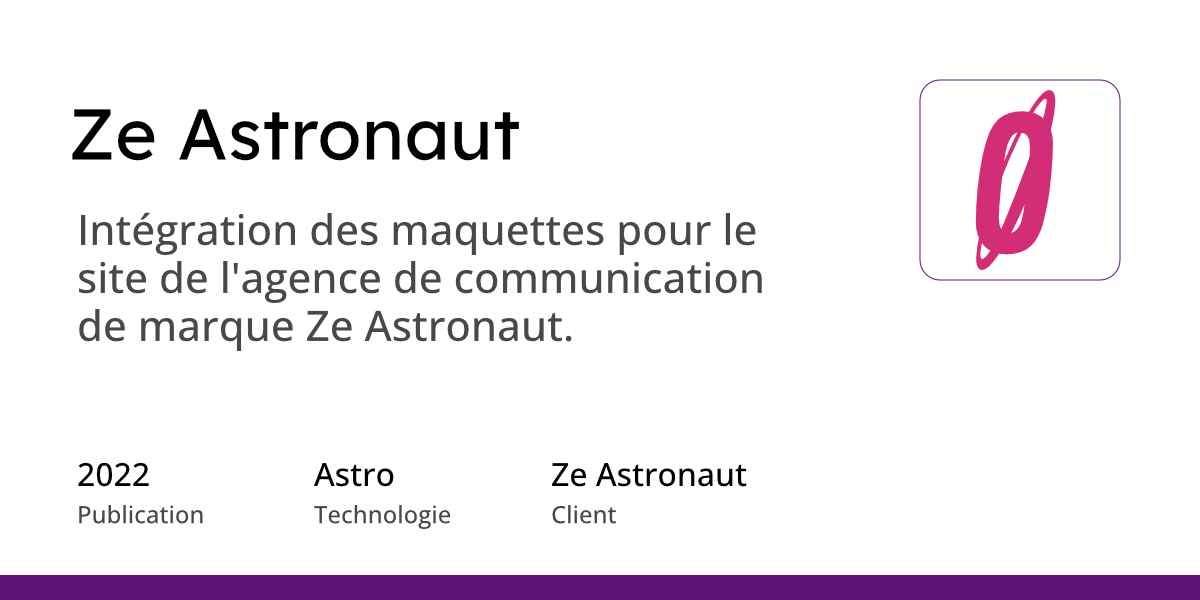 Ze Astronaut
Intégration des maquettes pour le
site de l'agence de communication
de marque Ze Astronaut.
2022
Publication
Astro
Technologie
Ze Astronaut
Client